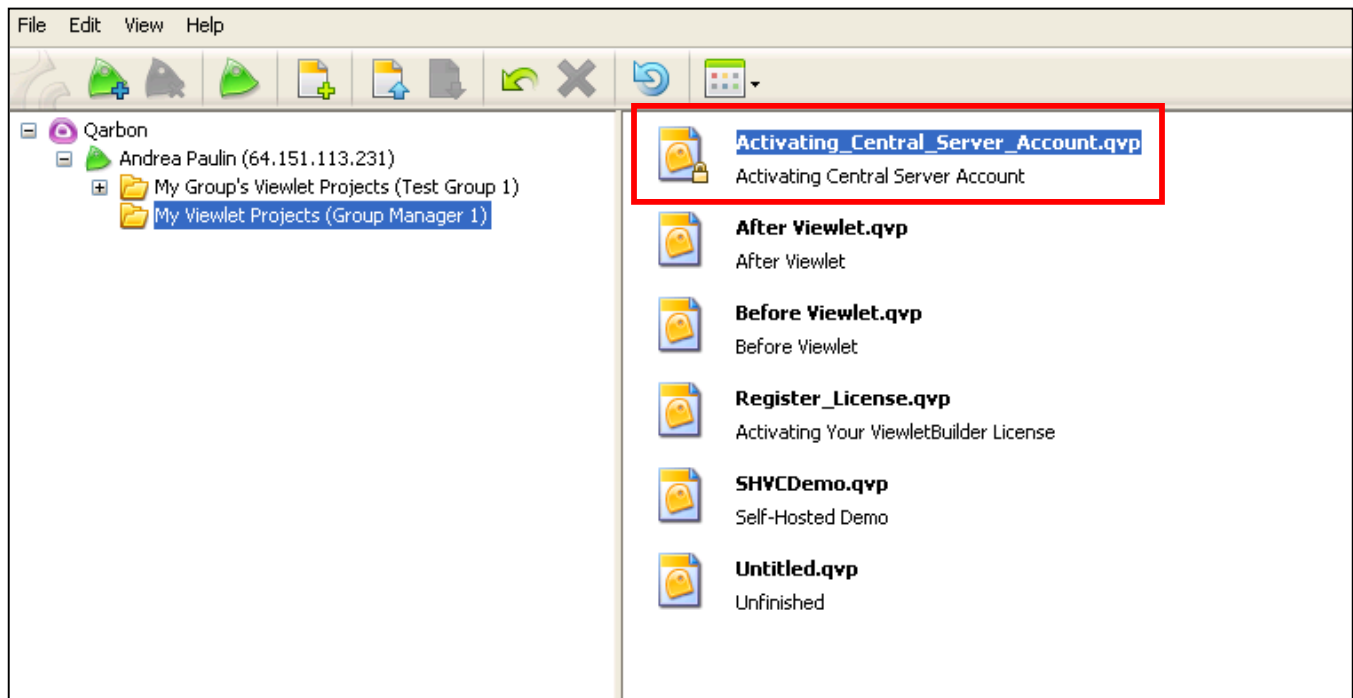 File Edit View Help
Qarbon
Andrea Paulin (64.151.113.231)
My Group's Viewlet Projects (Test Group 1)
My Viewlet Projects (Group Manager 1)
Activating_Central_Server_Account.qvp
Activating Central Server Account
After Viewlet.qvp
After Viewlet
Before Viewlet.qvp
Before Viewlet
Register_License.qvp
Activating Your ViewletBuilder License
SHVCDemo.qvp
Self-Hosted Demo
Untitled.qvp
Unfinished